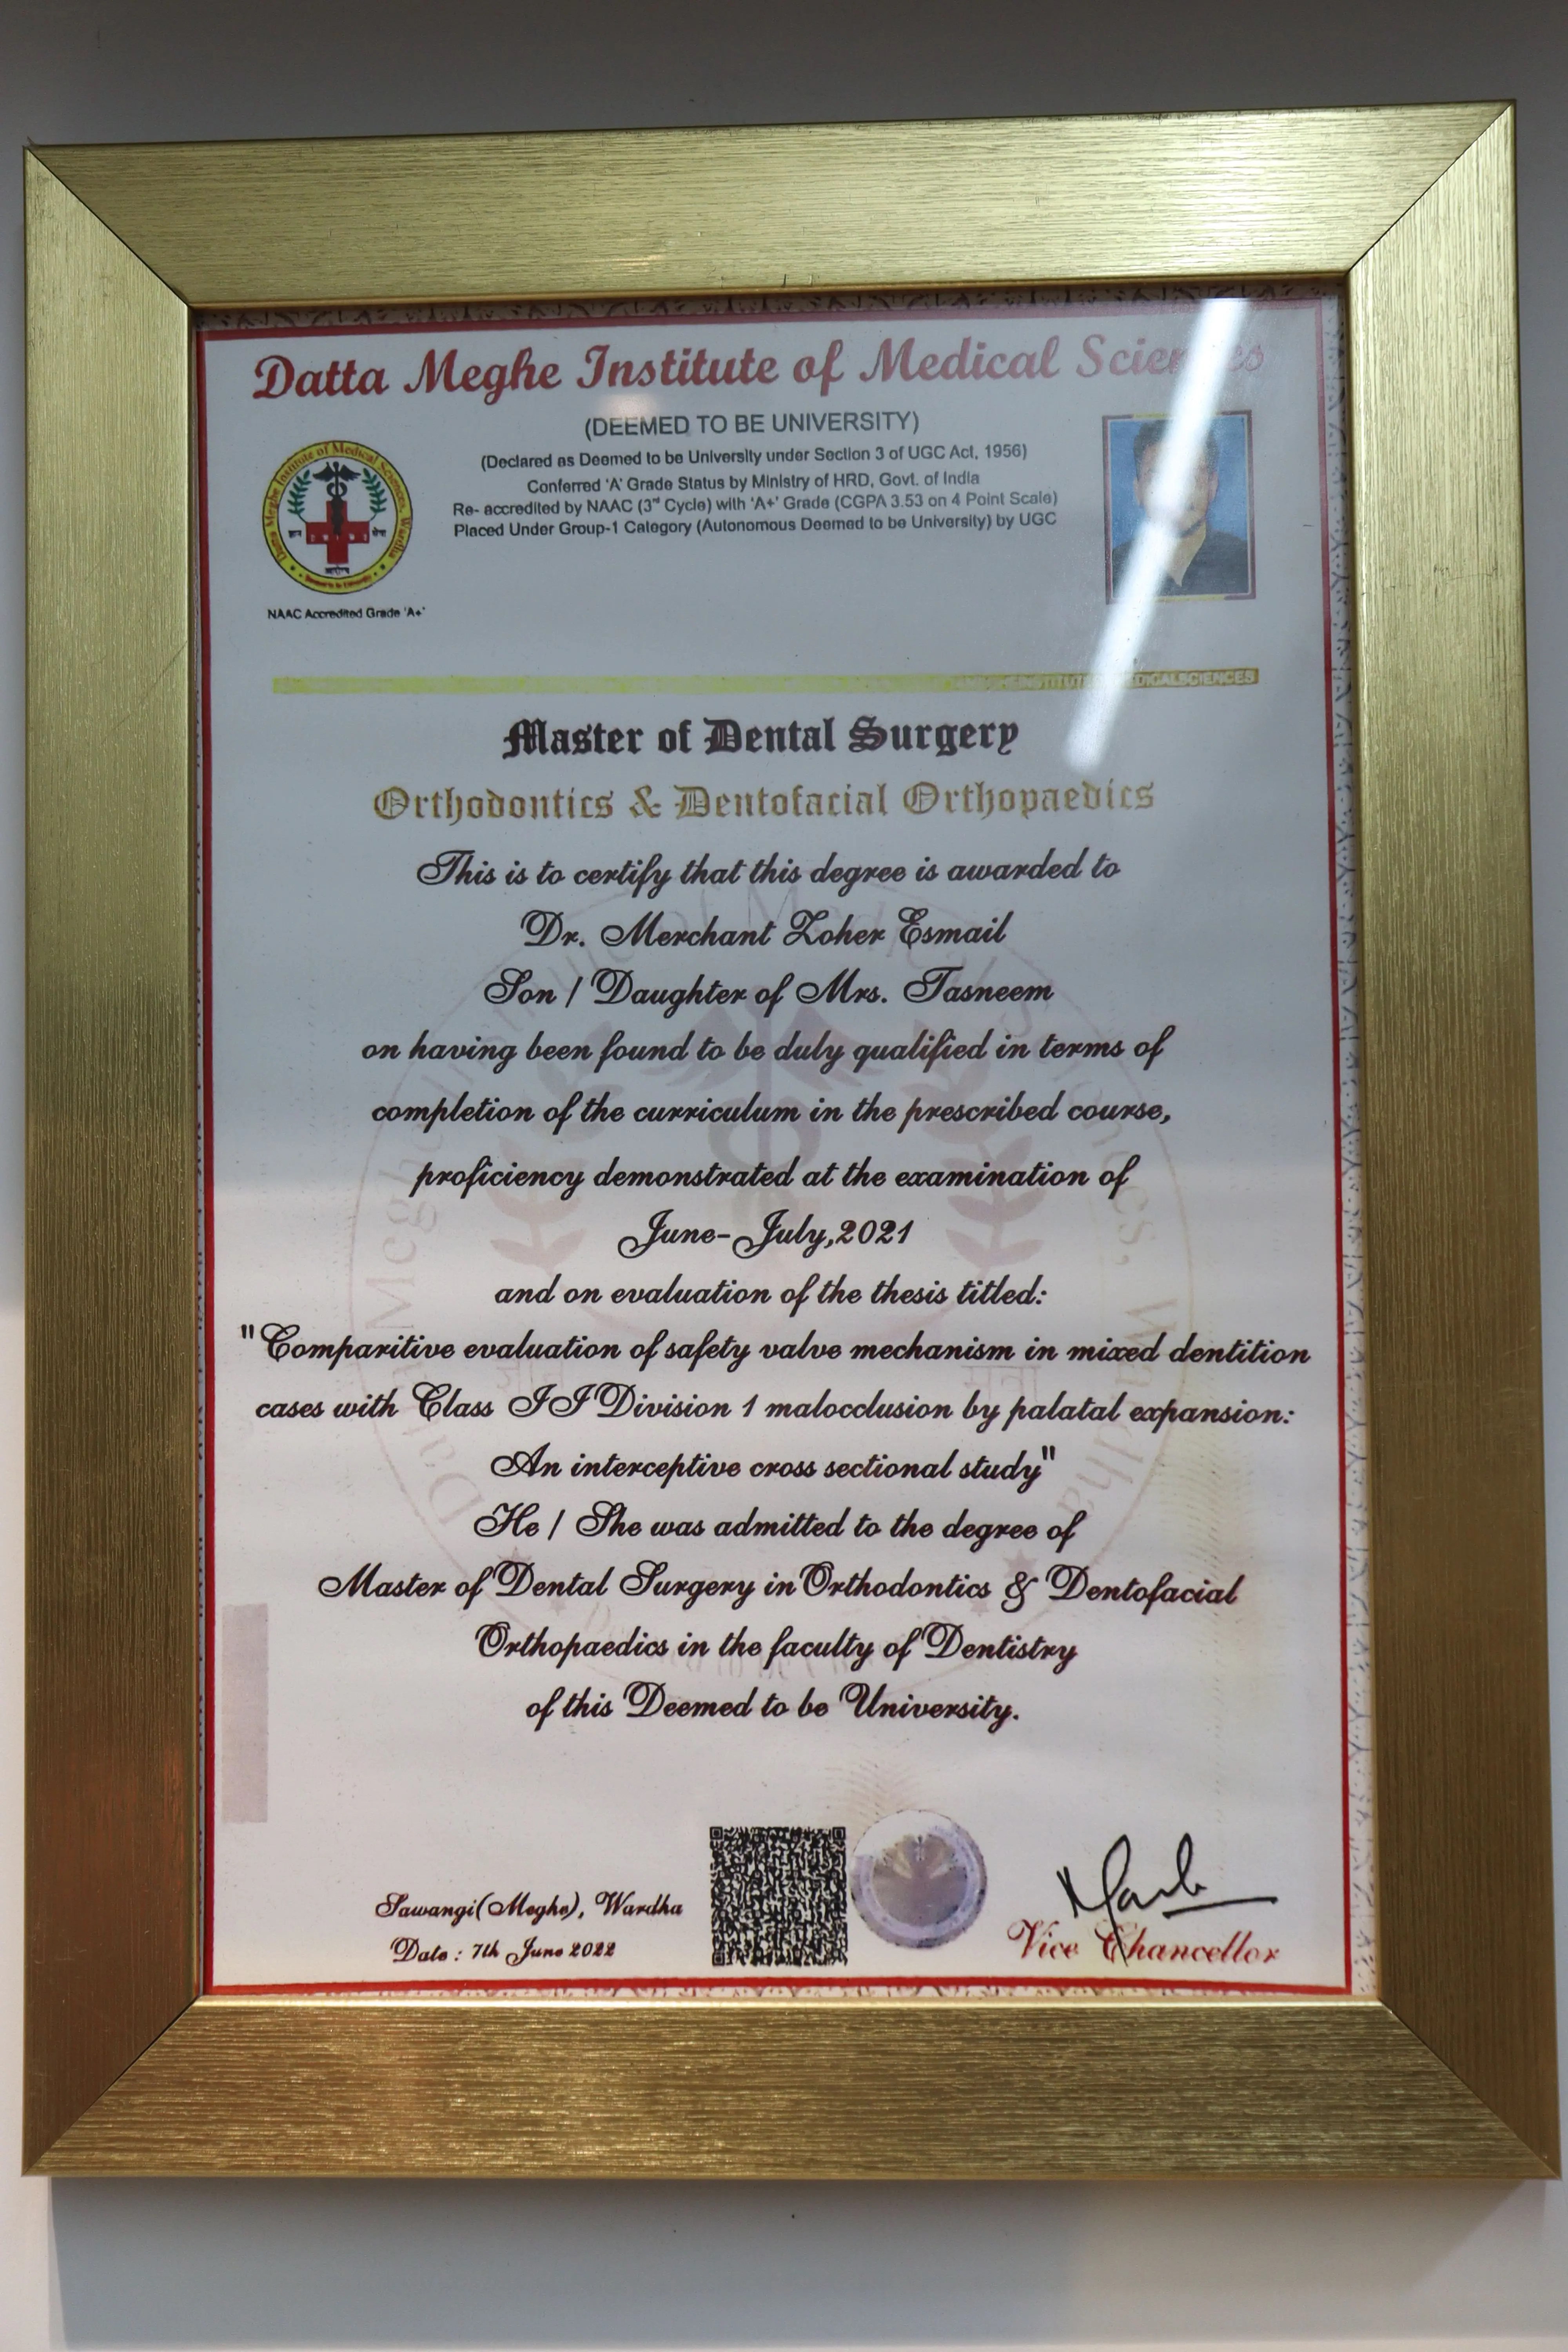 Datta Meghe Institute of Medical Sciences
(DEEMED TO BE UNIVERSITY)
(Declared as Deemed to be University under Section 3 of UGC Act, 1956)
Conferred 'A' Grade Status by Ministry of HRD, Govt. of India
Re- accredited by NAAC (3rd Cycle) with 'A+' Grade (CGPA 3.53 on 4 Point Scale)
Placed Under Group-1 Category (Autonomous Deemed to be University) by UGC
Datta Meghe Institute of Medical Sciences, Wardha
NAAC Accredited Grade 'A+'
Master of Dental Surgery
Orthodontics & Dentofacial Orthopaedics
This is to certify that this degree is awarded to
Dr. Merchant Zoher Esmail
Son / Daughter of Mrs. Tasneem
on having been found to be duly qualified in terms of
completion of the curriculum in the prescribed course,
proficiency demonstrated at the examination of
June-July,2021
and on evaluation of the thesis titled:
"Comparitive evaluation of safety valve mechanism in mixed dentition
cases with Class II Division 1 malocclusion by palatal expansion:
An interceptive cross sectional study"
He / She was admitted to the degree of
Master of Dental Surgery in Orthodontics & Dentofacial
Orthopaedics in the faculty of Dentistry
of this Deemed to be University.
Sawangi(Meghe), Wardha
Date : 7th June 2022
Vice Chancellor